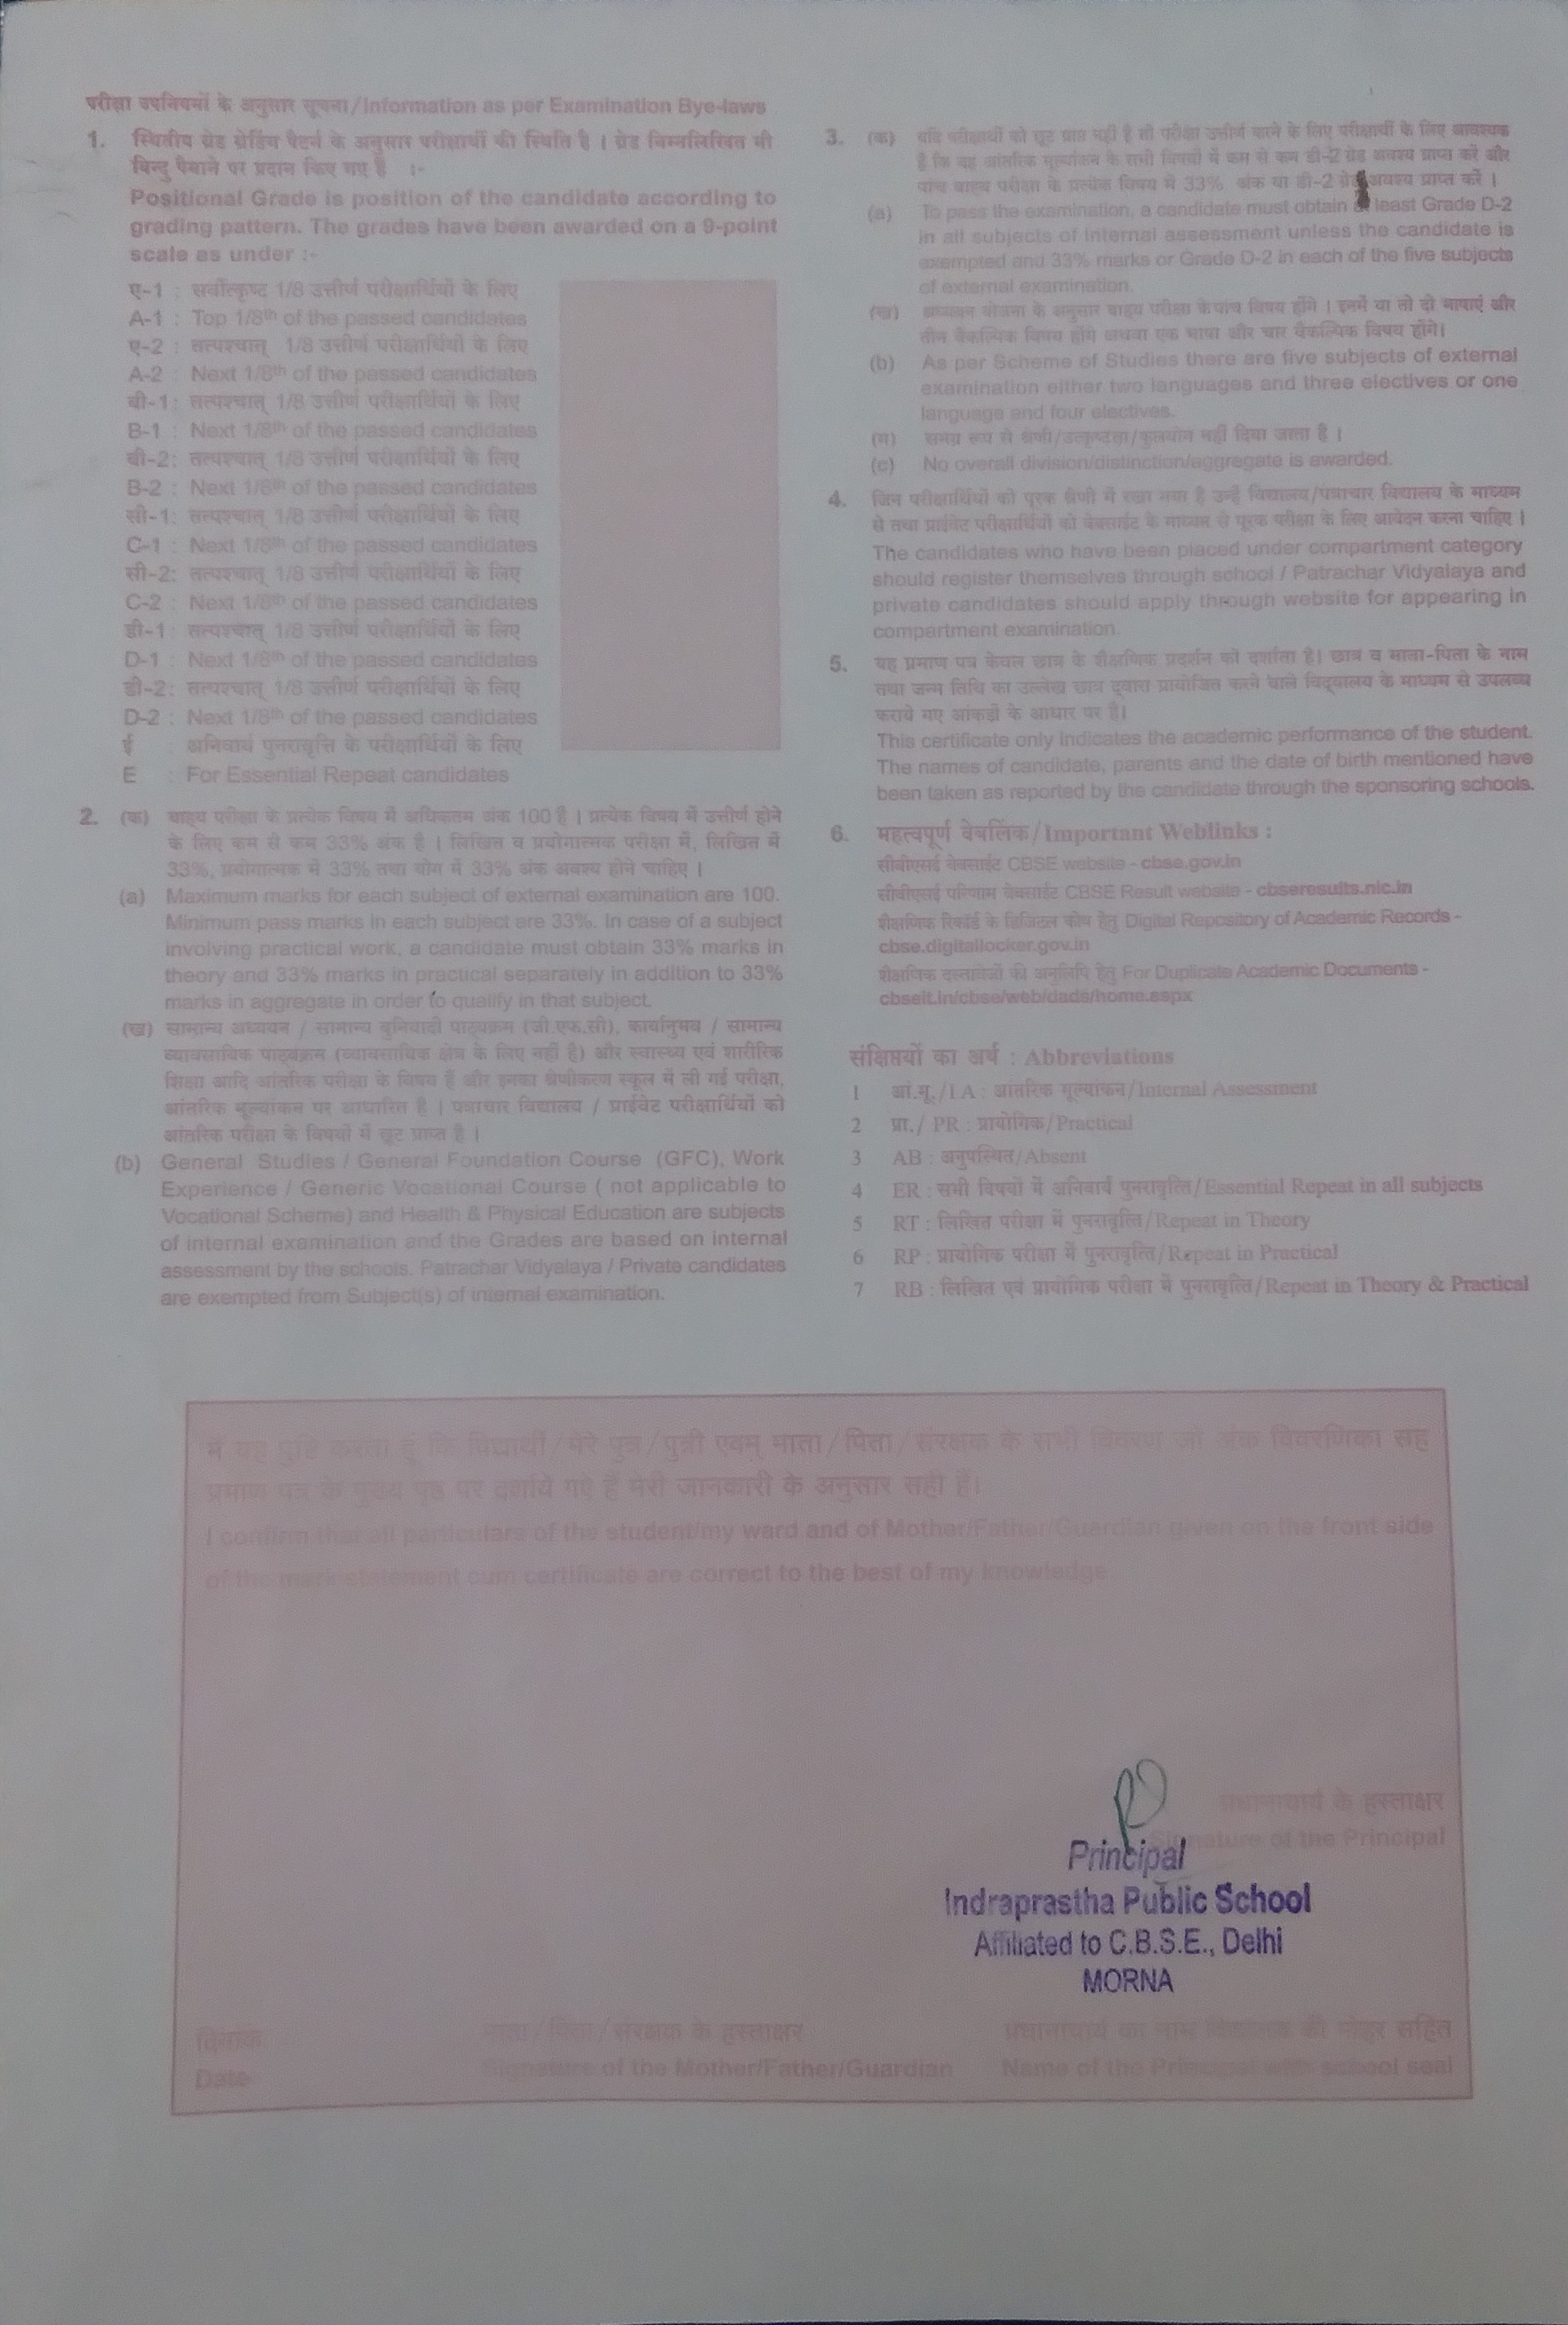 परीक्षा उपनियमों के अनुसार सूचना/Information as per Examination Bye-laws
1. स्थितीय ग्रेड ग्रेडिंग पैटर्न के अनुसार परीक्षार्थी की स्थिति है । ग्रेड निम्नलिखित नौ
बिन्दु पैमाने पर प्रदान किए गए हैं :-
Positional Grade is position of the candidate according to
grading pattern. The grades have been awarded on a 9-point
scale as under :-
ए-1 : सर्वोत्कृष्ट 1/8 उत्तीर्ण परीक्षार्थियों के लिए
A-1 : Top 1/8th of the passed candidates
ए-2 : तत्पश्चात् 1/8 उत्तीर्ण परीक्षार्थियों के लिए
A-2 : Next 1/8th of the passed candidates
बी-1: तत्पश्चात् 1/8 उत्तीर्ण परीक्षार्थियों के लिए
B-1 : Next 1/8th of the passed candidates
बी-2: तत्पश्चात् 1/8 उत्तीर्ण परीक्षार्थियों के लिए
B-2 : Next 1/8th of the passed candidates
सी-1: तत्पश्चात् 1/8 उत्तीर्ण परीक्षार्थियों के लिए
C-1 : Next 1/8th of the passed candidates
सी-2: तत्पश्चात् 1/8 उत्तीर्ण परीक्षार्थियों के लिए
C-2 : Next 1/8th of the passed candidates
डी-1: तत्पश्चात् 1/8 उत्तीर्ण परीक्षार्थियों के लिए
D-1 : Next 1/8th of the passed candidates
डी-2: तत्पश्चात् 1/8 उत्तीर्ण परीक्षार्थियों के लिए
D-2 : Next 1/8th of the passed candidates
ई : अनिवार्य पुनरावृत्ति के परीक्षार्थियों के लिए
E : For Essential Repeat candidates
2. (क) बाह्य परीक्षा के प्रत्येक विषय में अधिकतम अंक 100 है । प्रत्येक विषय में उत्तीर्ण होने
के लिए कम से कम 33% अंक है । लिखित व प्रयोगात्मक परीक्षा में, लिखित में
33%, प्रयोगात्मक में 33% तथा योग में 33% अंक अवश्य होने चाहिए ।
(a) Maximum marks for each subject of external examination are 100.
Minimum pass marks in each subject are 33%. In case of a subject
involving practical work, a candidate must obtain 33% marks in
theory and 33% marks in practical separately in addition to 33%
marks in aggregate in order to qualify in that subject.
(ख) सामान्य अध्ययन / सामान्य बुनियादी पाठ्यक्रम (जी.एफ.सी), कार्यानुभव / सामान्य
व्यावसायिक पाठ्यक्रम (व्यावसायिक क्षेत्र के लिए नहीं है) और स्वास्थ्य एवं शारीरिक
शिक्षा आदि आंतरिक परीक्षा के विषय हैं और इनका श्रेणीकरण स्कूल में ली गई परीक्षा,
आंतरिक मूल्यांकन पर आधारित है । पत्राचार विद्यालय / प्राईवेट परीक्षार्थियों को
आंतरिक परीक्षा के विषयों में छूट प्राप्त है ।
(b) General Studies / General Foundation Course (GFC), Work
Experience / Generic Vocational Course ( not applicable to
Vocational Scheme) and Health & Physical Education are subjects
of internal examination and the Grades are based on internal
assessment by the schools. Patrachar Vidyalaya / Private candidates
are exempted from Subject(s) of internal examination.
3. (क) यदि परीक्षार्थी को छूट प्राप्त नहीं है तो परीक्षा उत्तीर्ण करने के लिए परीक्षार्थी के लिए आवश्यक
है कि वह आंतरिक मूल्यांकन के सभी विषयों में कम से कम डी-2 ग्रेड अवश्य प्राप्त करे और
पांच बाह्य परीक्षा के प्रत्येक विषय में 33% अंक या डी-2 ग्रेड अवश्य प्राप्त करें ।
(a) To pass the examination, a candidate must obtain at least Grade D-2
in all subjects of internal assessment unless the candidate is
exempted and 33% marks or Grade D-2 in each of the five subjects
of external examination.
(ख) अध्ययन योजना के अनुसार बाह्य परीक्षा के पांच विषय होंगे । इनमें या तो दो भाषाएं और
तीन वैकल्पिक विषय होंगे अथवा एक भाषा और चार वैकल्पिक विषय होंगे।
(b) As per Scheme of Studies there are five subjects of external
examination either two languages and three electives or one
language and four electives.
(ग) समग्र रूप से श्रेणी/उत्कृष्टता/कुलयोग नहीं दिया जाता है ।
(c) No overall division/distinction/aggregate is awarded.
4. जिन परीक्षार्थियों को पूरक श्रेणी में रखा गया है उन्हें विद्यालय/पत्राचार विद्यालय के माध्यम
से तथा प्राईवेट परीक्षार्थियों को वेबसाईट के माध्यम से पूरक परीक्षा के लिए आवेदन करना चाहिए ।
The candidates who have been placed under compartment category
should register themselves through school / Patrachar Vidyalaya and
private candidates should apply through website for appearing in
compartment examination.
5. यह प्रमाण पत्र केवल छात्र के शैक्षणिक प्रदर्शन को दर्शाता है। छात्र व माता-पिता के नाम
तथा जन्म तिथि का उल्लेख छात्र द्वारा प्रायोजित करने वाले विद्यालय के माध्यम से उपलब्ध
कराये गए आंकड़ो के आधार पर है।
This certificate only indicates the academic performance of the student.
The names of candidate, parents and the date of birth mentioned have
been taken as reported by the candidate through the sponsoring schools.
6. महत्वपूर्ण वेबलिंक/Important Weblinks :
सीबीएसई वेबसाईट CBSE website - cbse.gov.in
सीबीएसई परिणाम वेबसाईट CBSE Result website - cbseresults.nic.in
शैक्षणिक रिकॉर्ड के डिजिटल कोष हेतु Digital Repository of Academic Records -
cbse.digitallocker.gov.in
शैक्षणिक दस्तावेजों की अनुलिपि हेतु For Duplicate Academic Documents -
cbseit.in/cbse/web/dads/home.aspx
संक्षिप्तियों का अर्थ : Abbreviations
1 आं.मू./I A : आंतरिक मूल्यांकन/Internal Assessment
2 प्रा./ PR : प्रायोगिक/Practical
3 AB : अनुपस्थित/Absent
4 ER : सभी विषयों में अनिवार्य पुनरावृत्ति/Essential Repeat in all subjects
5 RT : लिखित परीक्षा में पुनरावृत्ति/Repeat in Theory
6 RP : प्रायोगिक परीक्षा में पुनरावृत्ति/Repeat in Practical
7 RB : लिखित एवं प्रायोगिक परीक्षा में पुनरावृत्ति/Repeat in Theory & Practical
मैं यह पुष्टि करता हूं कि विद्यार्थी/मेरे पुत्र/पुत्री एवम् माता/पिता/संरक्षक के सभी विवरण जो अंक विवरणिका सह
प्रमाण पत्र के मुख्य पृष्ठ पर दर्शाये गए हैं मेरी जानकारी के अनुसार सही हैं।
I confirm that all particulars of the student/my ward and of Mother/Father/Guardian given on the front side
of the mark statement cum certificate are correct to the best of my knowledge
प्रधानाचार्य के हस्ताक्षर
Signature of the Principal
Principal
Indraprastha Public School
Affiliated to C.B.S.E., Delhi
MORNA
दिनांक माता/पिता/संरक्षक के हस्ताक्षर प्रधानाचार्य का नाम विद्यालय की मोहर सहित
Date Signature of the Mother/Father/Guardian Name of the Principal with school seal